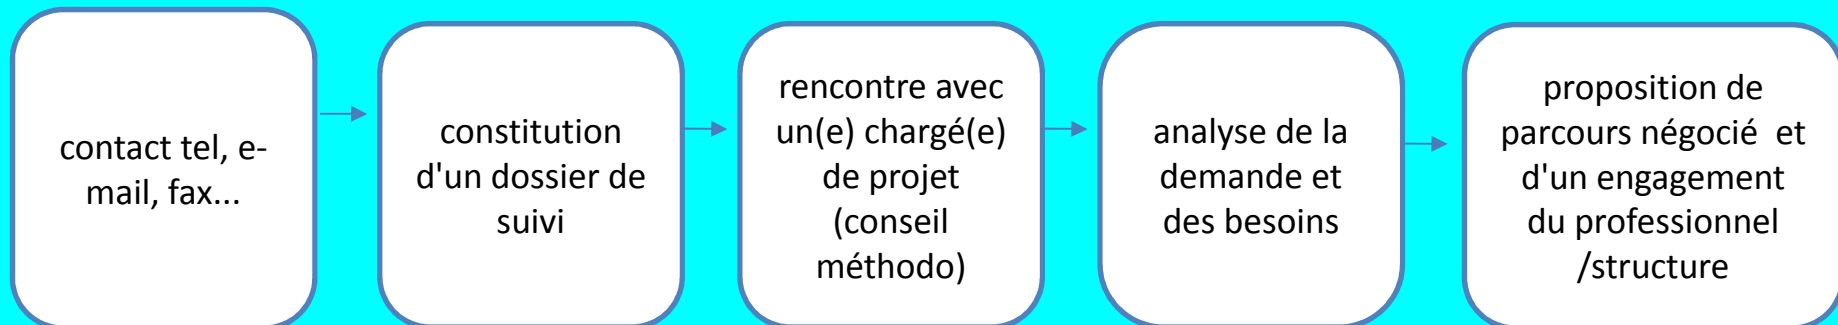 contact tel, e-
mail, fax...
constitution
d'un dossier de
suivi
rencontre avec
un(e) chargé(e)
de projet
(conseil
méthodo)
analyse de la
demande et
des besoins
proposition de
parcours négocié  et
d'un engagement
du professionnel
/structure